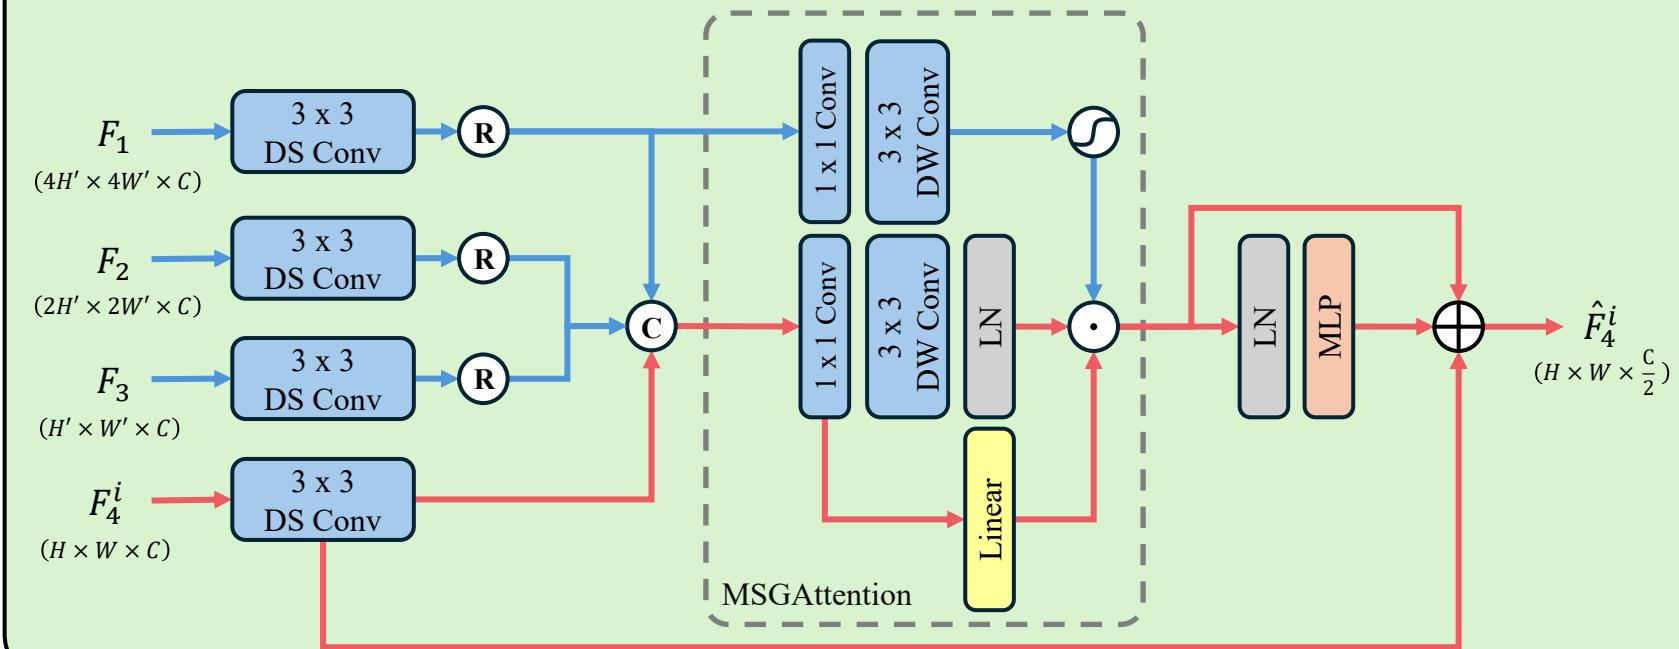 F₁
(4H′ × 4W′ × C)
3 x 3
DS Conv
R
F₂
(2H′ × 2W′ × C)
3 x 3
DS Conv
R
F₃
(H′ × W′ × C)
3 x 3
DS Conv
R
F₄ⁱ
(H × W × C)
3 x 3
DS Conv
C
1 x 1 Conv
3 x 3
DW Conv
1 x 1 Conv
3 x 3
DW Conv
LN
Linear
MSGAttention
LN
MLP
F̂₄ⁱ
(H × W × C/2)